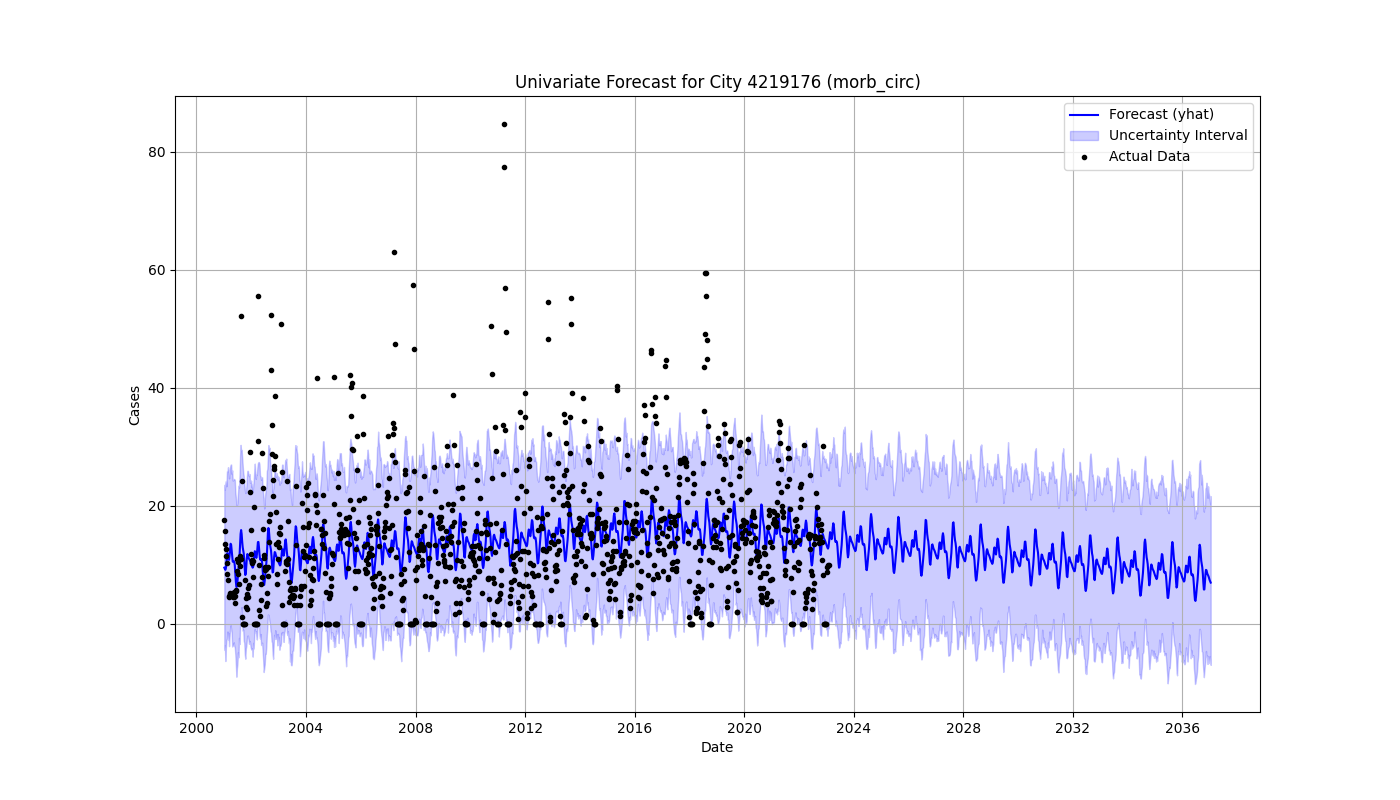 Univariate Forecast for City 4219176 (morb_circ)
Forecast (yhat)
Uncertainty Interval
Actual Data
80
60
40
20
0
Cases
2000 2004 2008 2012 2016 2020 2024 2028 2032 2036
Date